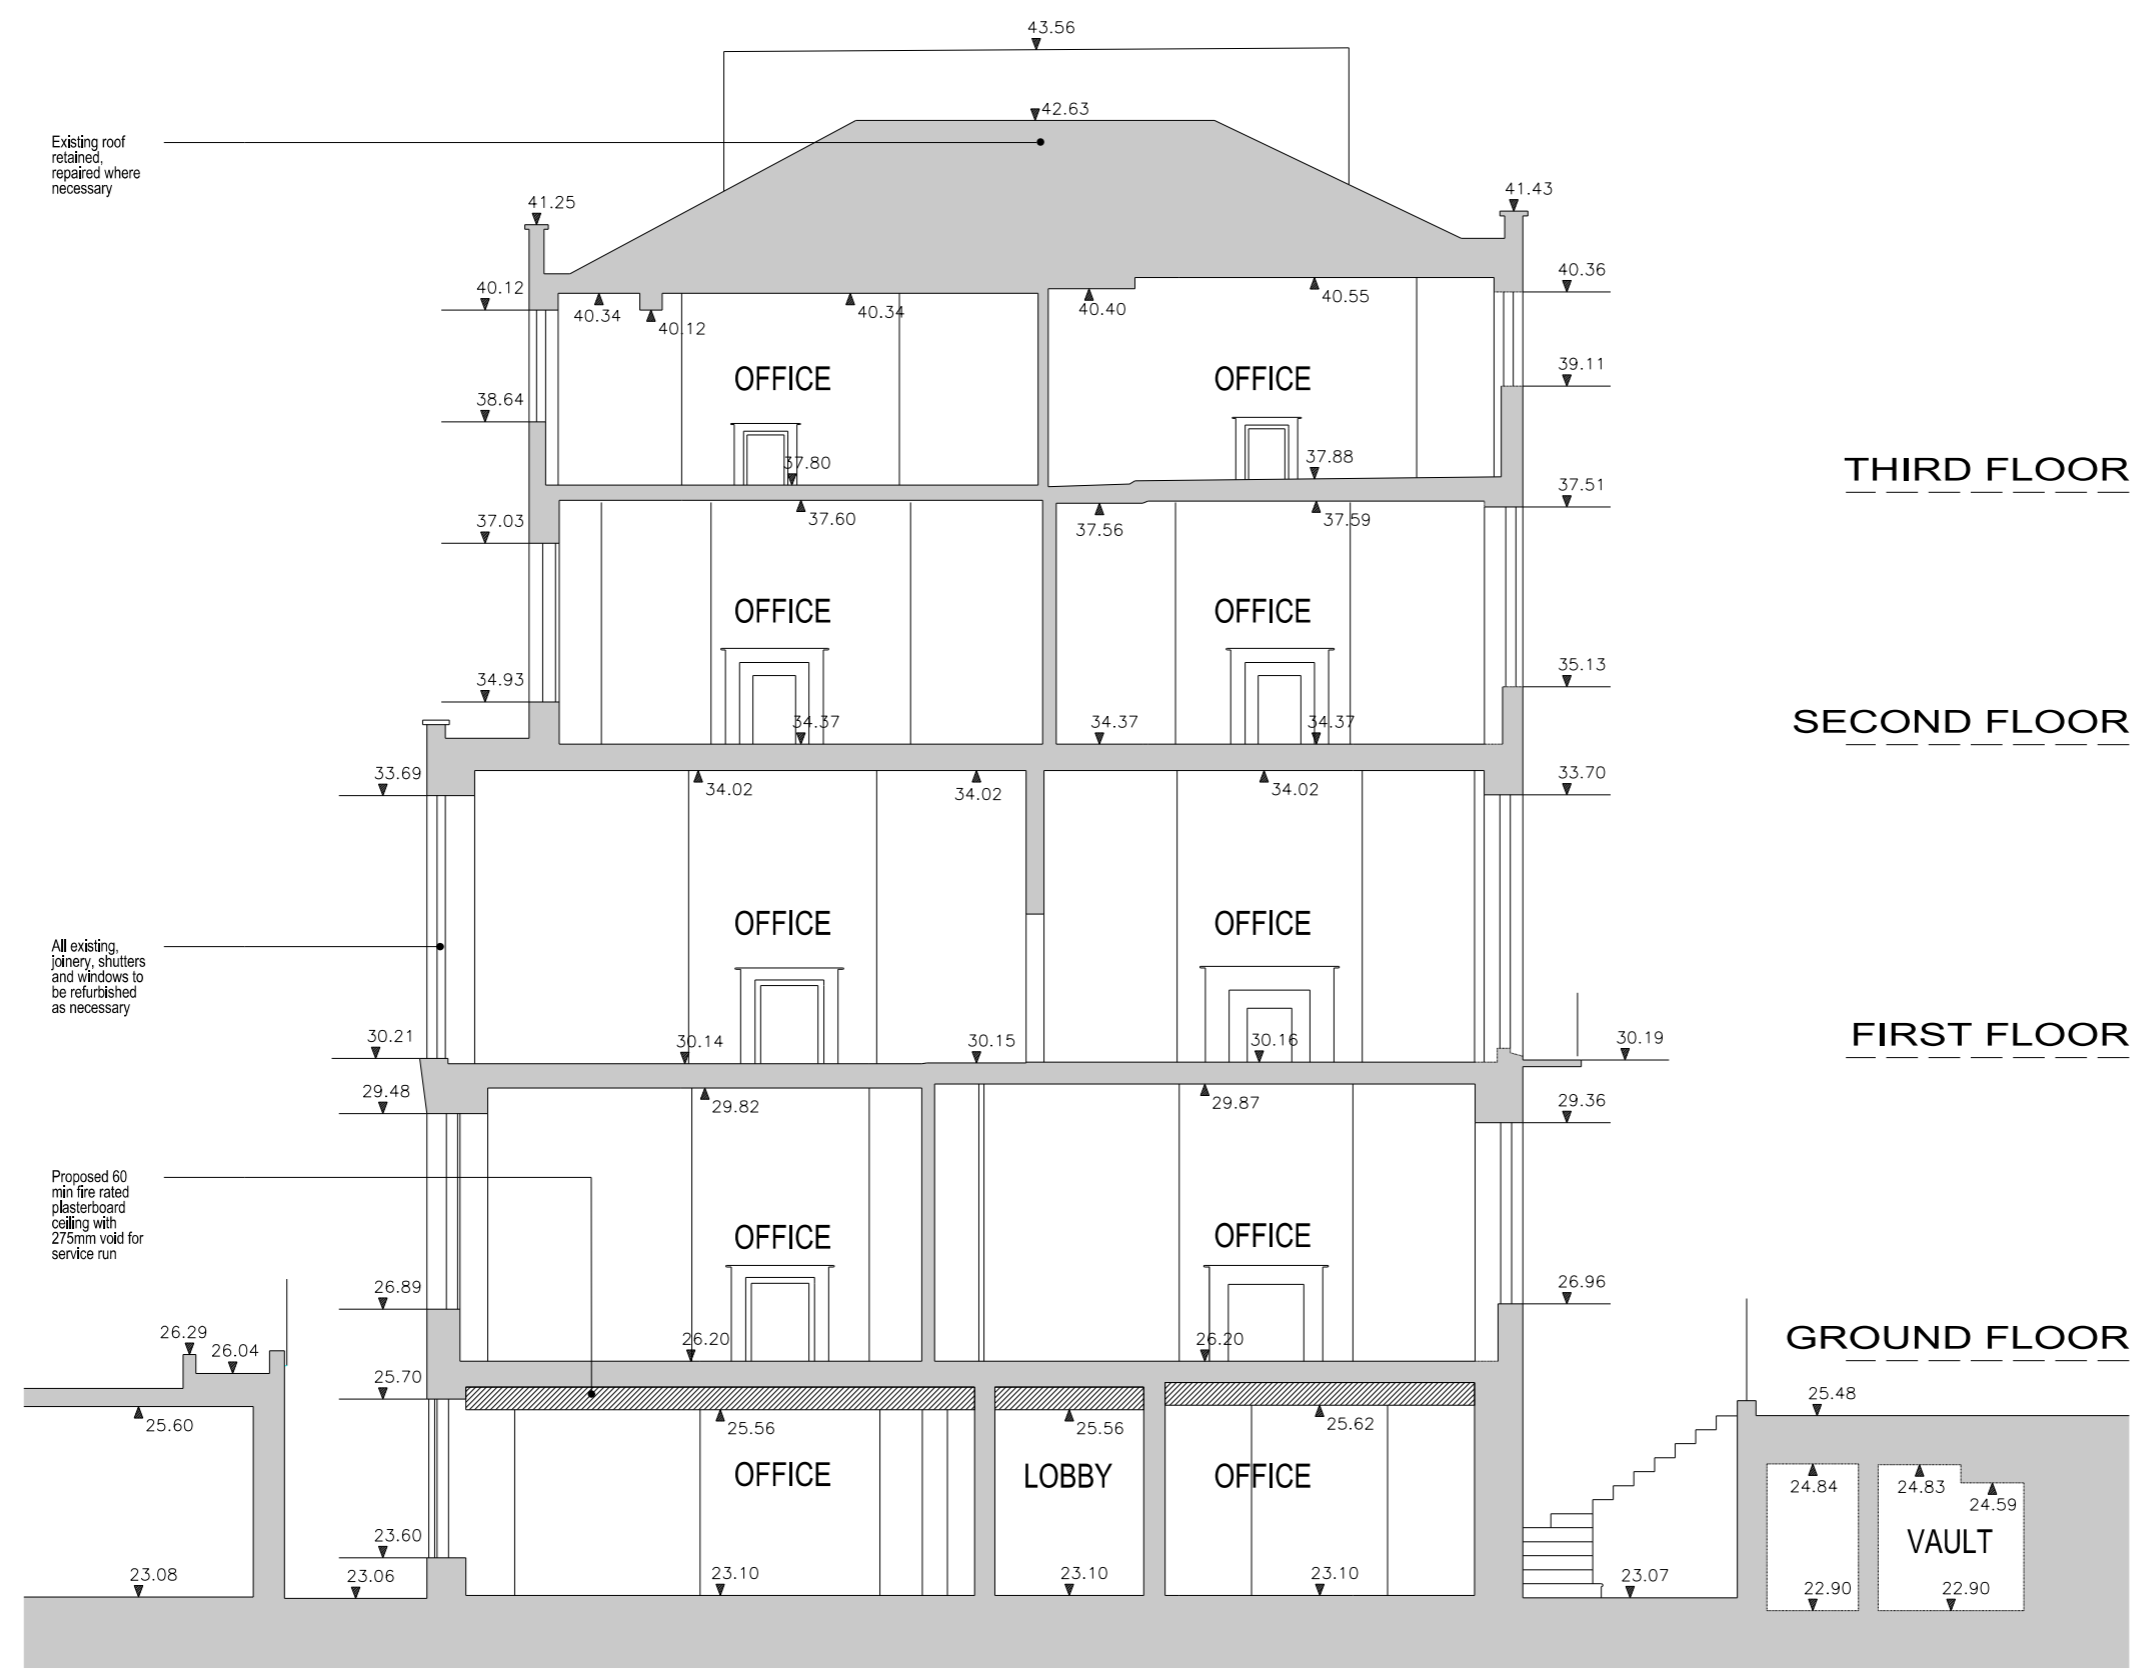 43.56
42.63
Existing roof
retained,
repaired where
necessary
41.25
41.43
40.12
40.36
40.34
40.12
40.34
40.40
40.55
OFFICE
OFFICE
38.64
39.11
37.80
37.88
THIRD FLOOR
37.03
37.51
37.60
37.56
37.59
OFFICE
OFFICE
34.93
35.13
34.37
34.37
34.37
SECOND FLOOR
33.69
33.70
34.02
34.02
34.02
OFFICE
OFFICE
All existing,
joinery, shutters
and windows to
be refurbished
as necessary
30.21
30.14
30.15
30.16
30.19
FIRST FLOOR
29.48
29.82
29.87
29.36
Proposed 60
min fire rated
plasterboard
ceiling with
275mm void for
service run
OFFICE
OFFICE
26.89
26.96
26.29
26.04
26.20
26.20
GROUND FLOOR
25.70
25.48
25.60
25.56
25.56
25.62
OFFICE
LOBBY
OFFICE
24.84
24.83
24.59
VAULT
23.60
23.08
23.06
23.10
23.10
23.10
23.07
22.90
22.90